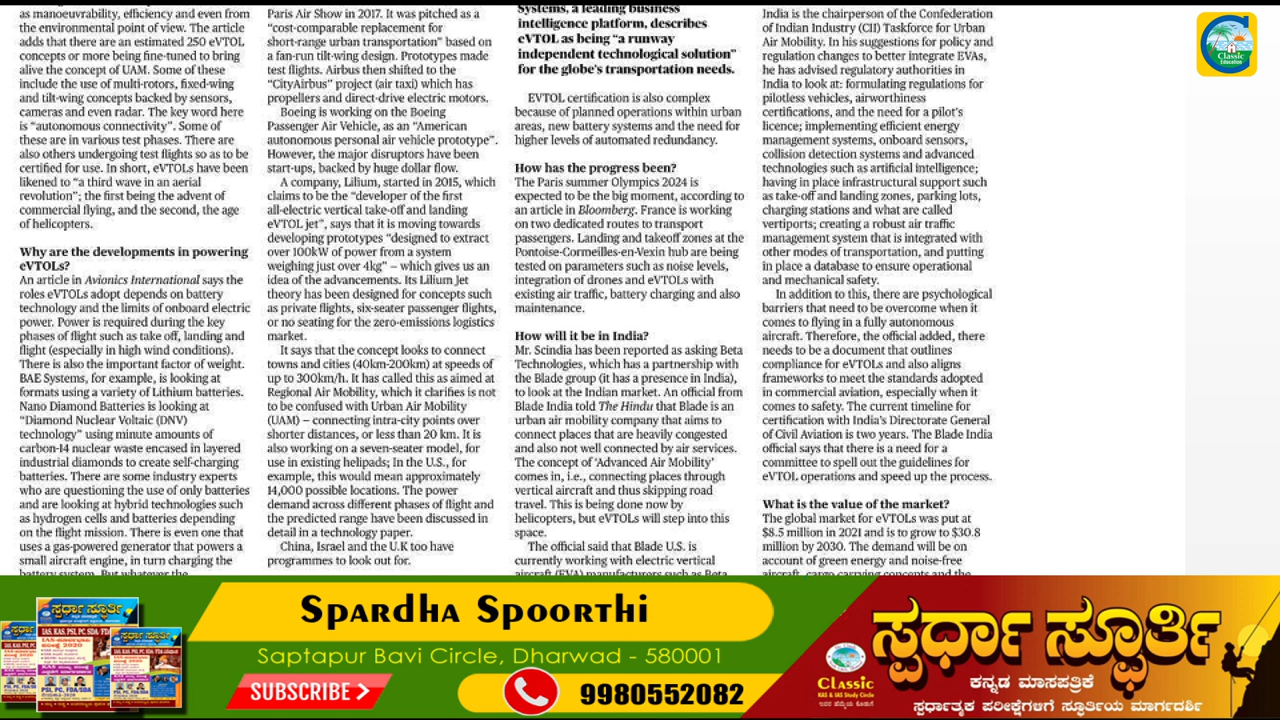 as manoeuvrability, efficiency and even from
the environmental point of view. The article
adds that there are an estimated 250 eVTOL
concepts or more being fine-tuned to bring
alive the concept of UAM. Some of these
include the use of multi-rotors, fixed-wing
and tilt-wing concepts backed by sensors,
cameras and even radar. The key word here
is “autonomous connectivity”. Some of
these are in various test phases. There are
also others undergoing test flights so as to be
certified for use. In short, eVTOLs have been
likened to “a third wave in an aerial
revolution”; the first being the advent of
commercial flying, and the second, the age
of helicopters.
Why are the developments in powering
eVTOLs?
An article in Avionics International says the
roles eVTOLs adopt depends on battery
technology and the limits of onboard electric
power. Power is required during the key
phases of flight such as take off, landing and
flight (especially in high wind conditions).
There is also the important factor of weight.
BAE Systems, for example, is looking at
formats using a variety of Lithium batteries.
Nano Diamond Batteries is looking at
“Diamond Nuclear Voltaic (DNV)
technology” using minute amounts of
carbon-14 nuclear waste encased in layered
industrial diamonds to create self-charging
batteries. There are some industry experts
who are questioning the use of only batteries
and are looking at hybrid technologies such
as hydrogen cells and batteries depending
on the flight mission. There is even one that
uses a gas-powered generator that powers a
small aircraft engine, in turn charging the
battery system. But whatever the
Paris Air Show in 2017. It was pitched as a
“cost-comparable replacement for
short-range urban transportation” based on
a fan-run tilt-wing design. Prototypes made
test flights. Airbus then shifted to the
“CityAirbus” project (air taxi) which has
propellers and direct-drive electric motors.
Boeing is working on the Boeing
Passenger Air Vehicle, as an “American
autonomous personal air vehicle prototype”.
However, the major disruptors have been
start-ups, backed by huge dollar flow.
A company, Lilium, started in 2015, which
claims to be the “developer of the first
all-electric vertical take-off and landing
eVTOL jet”, says that it is moving towards
developing prototypes “designed to extract
over 100kW of power from a system
weighing just over 4kg” – which gives us an
idea of the advancements. Its Lilium Jet
theory has been designed for concepts such
as private flights, six-seater passenger flights,
or no seating for the zero-emissions logistics
market.
It says that the concept looks to connect
towns and cities (40km-200km) at speeds of
up to 300km/h. It has called this as aimed at
Regional Air Mobility, which it clarifies is not
to be confused with Urban Air Mobility
(UAM) – connecting intra-city points over
shorter distances, or less than 20 km. It is
also working on a seven-seater model, for
use in existing helipads; In the U.S., for
example, this would mean approximately
14,000 possible locations. The power
demand across different phases of flight and
the predicted range have been discussed in
detail in a technology paper.
China, Israel and the U.K too have
programmes to look out for.
Systems, a leading business
intelligence platform, describes
eVTOL as being “a runway
independent technological solution”
for the globe's transportation needs.
EVTOL certification is also complex
because of planned operations within urban
areas, new battery systems and the need for
higher levels of automated redundancy.
How has the progress been?
The Paris summer Olympics 2024 is
expected to be the big moment, according to
an article in Bloomberg. France is working
on two dedicated routes to transport
passengers. Landing and takeoff zones at the
Pontoise-Cormeilles-en-Vexin hub are being
tested on parameters such as noise levels,
integration of drones and eVTOLs with
existing air traffic, battery charging and also
maintenance.
How will it be in India?
Mr. Scindia has been reported as asking Beta
Technologies, which has a partnership with
the Blade group (it has a presence in India),
to look at the Indian market. An official from
Blade India told The Hindu that Blade is an
urban air mobility company that aims to
connect places that are heavily congested
and also not well connected by air services.
The concept of ‘Advanced Air Mobility’
comes in, i.e., connecting places through
vertical aircraft and thus skipping road
travel. This is being done now by
helicopters, but eVTOLs will step into this
space.
The official said that Blade U.S. is
currently working with electric vertical
aircraft (EVA) manufacturers such as Beta
India is the chairperson of the Confederation
of Indian Industry (CII) Taskforce for Urban
Air Mobility. In his suggestions for policy and
regulation changes to better integrate EVAs,
he has advised regulatory authorities in
India to look at: formulating regulations for
pilotless vehicles, airworthiness
certifications, and the need for a pilot's
licence; implementing efficient energy
management systems, onboard sensors,
collision detection systems and advanced
technologies such as artificial intelligence;
having in place infrastructural support such
as take-off and landing zones, parking lots,
charging stations and what are called
vertiports; creating a robust air traffic
management system that is integrated with
other modes of transportation, and putting
in place a database to ensure operational
and mechanical safety.
In addition to this, there are psychological
barriers that need to be overcome when it
comes to flying in a fully autonomous
aircraft. Therefore, the official added, there
needs to be a document that outlines
compliance for eVTOLs and also aligns
frameworks to meet the standards adopted
in commercial aviation, especially when it
comes to safety. The current timeline for
certification with India's Directorate General
of Civil Aviation is two years. The Blade India
official says that there is a need for a
committee to spell out the guidelines for
eVTOL operations and speed up the process.
What is the value of the market?
The global market for eVTOLs was put at
$8.5 million in 2021 and is to grow to $30.8
million by 2030. The demand will be on
account of green energy and noise-free
aircraft, cargo carrying concepts and the
Classic
Education
Spardha Spoorthi
Saptapur Bavi Circle, Dharwad - 580001
SUBSCRIBE >
9980552082
Classic
KAS & IAS Study Circle
ಸ್ಪರ್ಧಾ ಸ್ಫೂರ್ತಿ
ಕನ್ನಡ ಮಾಸಪತ್ರಿಕೆ
ಸ್ಪರ್ಧಾತ್ಮಕ ಪರೀಕ್ಷೆಗಳಿಗೆ ಸ್ಫೂರ್ತಿಯ ಮಾರ್ಗದರ್ಶಿ